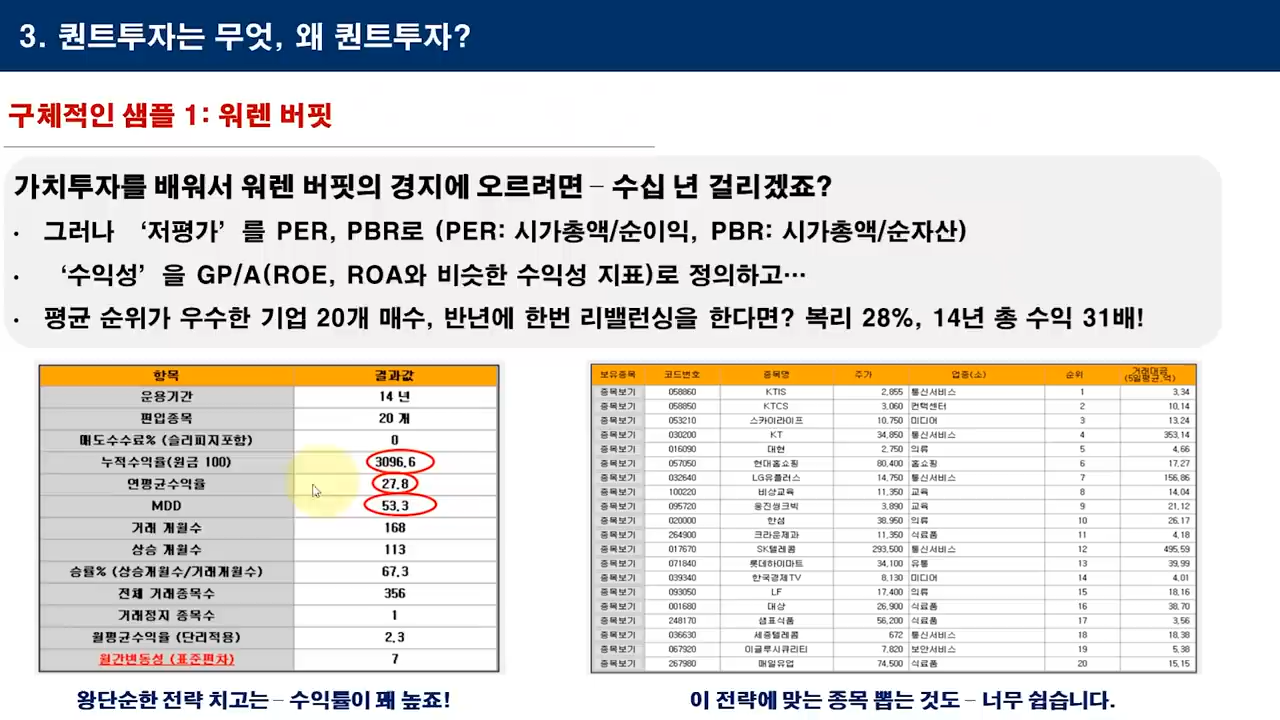 3. 퀀트투자는 무엇, 왜 퀀트투자?
구체적인 샘플 1: 워렌 버핏
가치투자를 배워서 워렌 버핏의 경지에 오르려면 – 수십 년 걸리겠죠?
• 그러나 ‘저평가’를 PER, PBR로 (PER: 시가총액/순이익, PBR: 시가총액/순자산)
• ‘수익성’을 GP/A(ROE, ROA와 비슷한 수익성 지표)로 정의하고…
• 평균 순위가 우수한 기업 20개 매수, 반년에 한번 리밸런싱을 한다면? 복리 28%, 14년 총 수익 31배!
항목 결과값
운용기간 14 년
편입종목 20 개
매도수수료% (슬리피지포함) 0
누적수익율(원금 100) 3096.6
연평균수익율 27.8
MDD 53.3
거래 개월수 168
상승 개월수 113
승률% (상승개월수/거래개월수) 67.3
전체 거래종목수 356
거래정지 종목수 1
월평균수익율 (단리적용) 2.3
월간변동성 (표준편차) 7
왕단순한 전략 치고는 – 수익률이 꽤 높죠!
보유종목 코드번호 종목명 주가 업종(소) 순위 거래대금
(5일평균,억)
종목보기 058860 KTIS 2,855 통신서비스 1 3.34
종목보기 058850 KTCS 3,060 컨택센터 2 10.14
종목보기 053210 스카이라이프 10,750 미디어 3 13.24
종목보기 030200 KT 34,850 통신서비스 4 353.14
종목보기 016090 대현 2,750 의류 5 4.66
종목보기 057050 현대홈쇼핑 80,400 홈쇼핑 6 17.27
종목보기 032640 LG유플러스 14,750 통신서비스 7 156.86
종목보기 100220 비상교육 11,350 교육 8 14.04
종목보기 095720 웅진씽크빅 3,890 교육 9 21.12
종목보기 020000 한섬 38,950 의류 10 26.17
종목보기 264900 크라운제과 11,350 식료품 11 4.18
종목보기 017670 SK텔레콤 293,500 통신서비스 12 495.59
종목보기 071840 롯데하이마트 34,100 유통 13 39.99
종목보기 039340 한국경제TV 8,130 미디어 14 4.01
종목보기 093050 LF 17,400 의류 15 18.16
종목보기 001680 대상 26,900 식료품 16 38.70
종목보기 248170 샘표식품 56,200 식료품 17 3.56
종목보기 036630 세종텔레콤 672 통신서비스 18 18.38
종목보기 067920 이글루시큐리티 7,820 보안서비스 19 5.38
종목보기 267980 매일유업 74,500 식료품 20 15.15
이 전략에 맞는 종목 뽑는 것도 – 너무 쉽습니다.